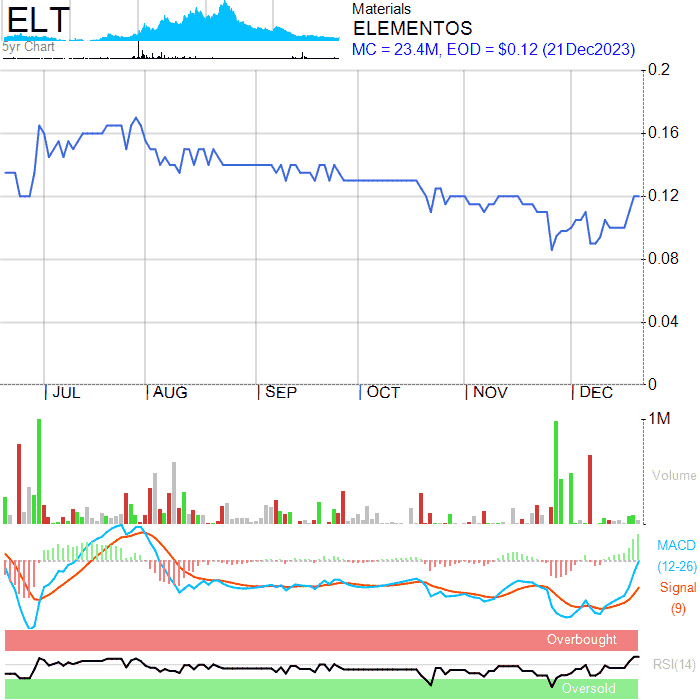 ELT
5yr Chart
Materials
ELEMENTOS
MC = 23.4M, EOD = $0.12 (21Dec2023)
0.2
0.16
0.12
0.08
0.04
0
JUL AUG SEP OCT NOV DEC
1M
Volume
MACD
(12-26)
Signal
(9)
Overbought
RSI(14)
Oversold